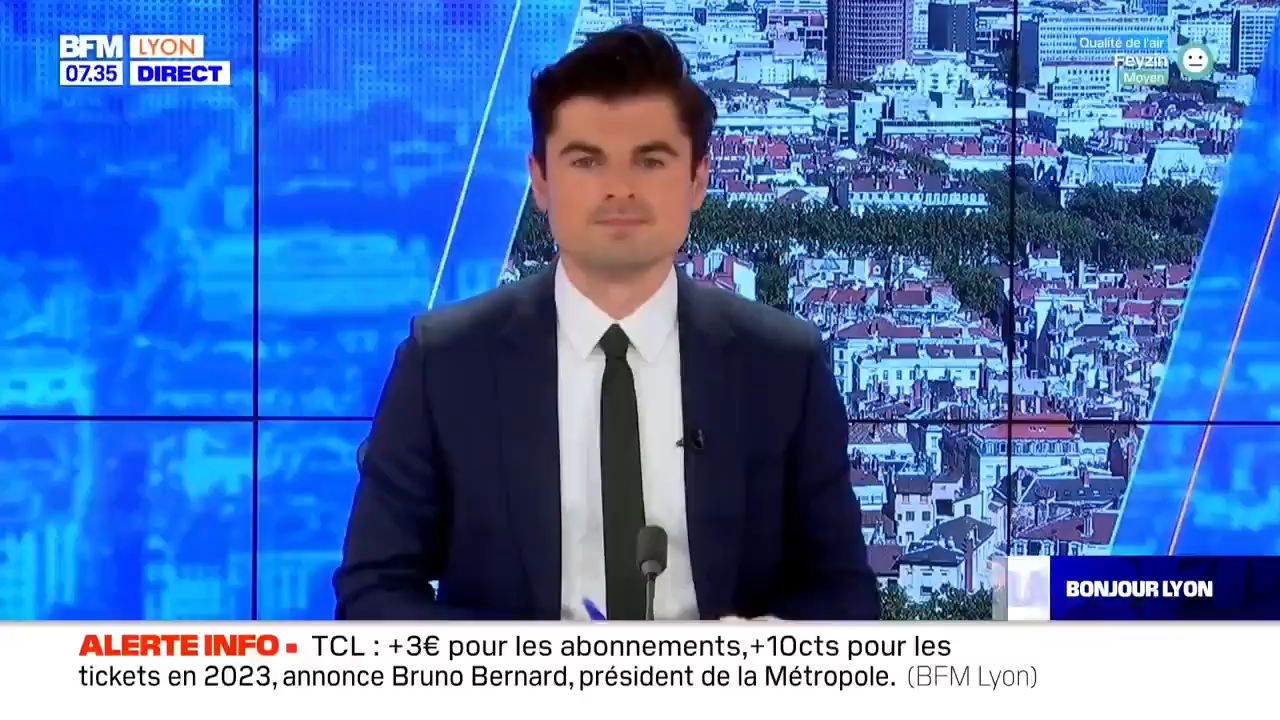 BFM LYON
07.35 DIRECT
Qualité de l'air
Feyzin
Moyen
BONJOUR LYON
ALERTE INFO TCL : +3€ pour les abonnements,+10cts pour les
tickets en 2023, annonce Bruno Bernard, président de la Métropole. (BFM Lyon)